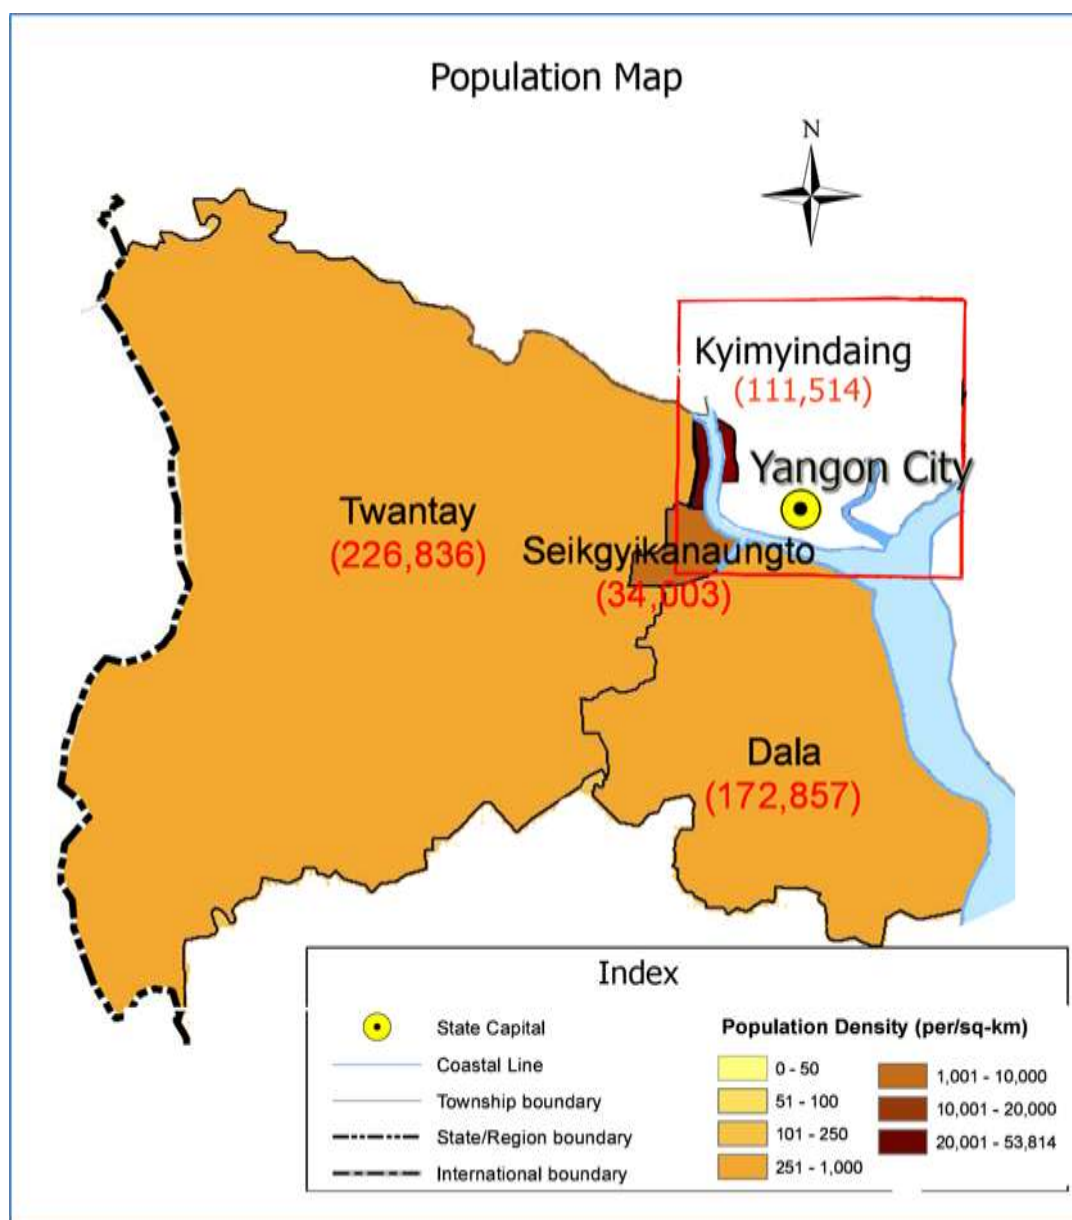 Population Map
N
Kyimyindaing
(111,514)
Yangon City
Twantay
(226,836)
Seikgyikanaungto
(34,003)
Dala
(172,857)
Index
State Capital
Coastal Line
Township boundary
State/Region boundary
International boundary
Population Density (per/sq-km)
0 - 50
51 - 100
101 - 250
251 - 1,000
1,001 - 10,000
10,001 - 20,000
20,001 - 53,814